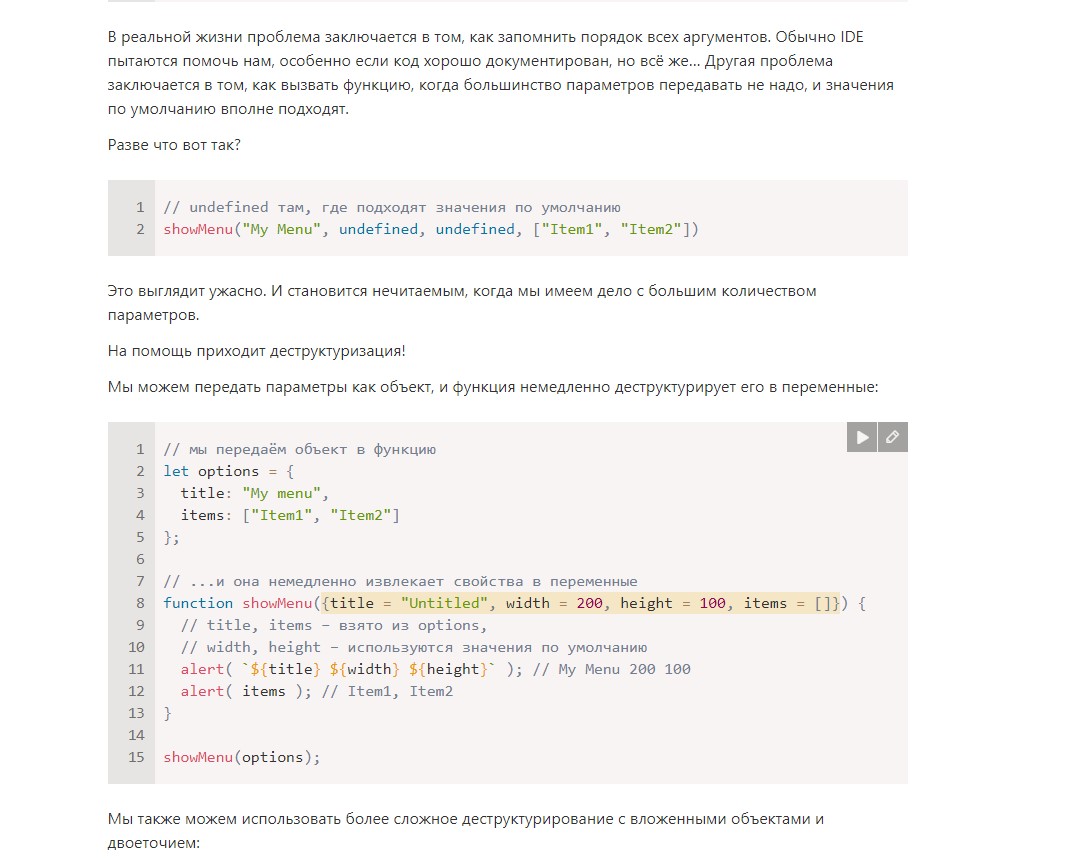 В реальной жизни проблема заключается в том, как запомнить порядок всех аргументов. Обычно IDE
пытаются помочь нам, особенно если код хорошо документирован, но всё же… Другая проблема
заключается в том, как вызвать функцию, когда большинство параметров передавать не надо, и значения
по умолчанию вполне подходят.
Разве что вот так?
1 // undefined там, где подходят значения по умолчанию
2 showMenu("My Menu", undefined, undefined, ["Item1", "Item2"])
Это выглядит ужасно. И становится нечитаемым, когда мы имеем дело с большим количеством
параметров.
На помощь приходит деструктуризация!
Мы можем передать параметры как объект, и функция немедленно деструктурирует его в переменные:
1 // мы передаём объект в функцию
2 let options = {
3   title: "My menu",
4   items: ["Item1", "Item2"]
5 };
6
7 // ...и она немедленно извлекает свойства в переменные
8 function showMenu({title = "Untitled", width = 200, height = 100, items = []}) {
9   // title, items – взято из options,
10   // width, height – используются значения по умолчанию
11   alert( `${title} ${width} ${height}` ); // My Menu 200 100
12   alert( items ); // Item1, Item2
13 }
14
15 showMenu(options);
Мы также можем использовать более сложное деструктурирование с вложенными объектами и
двоеточием: